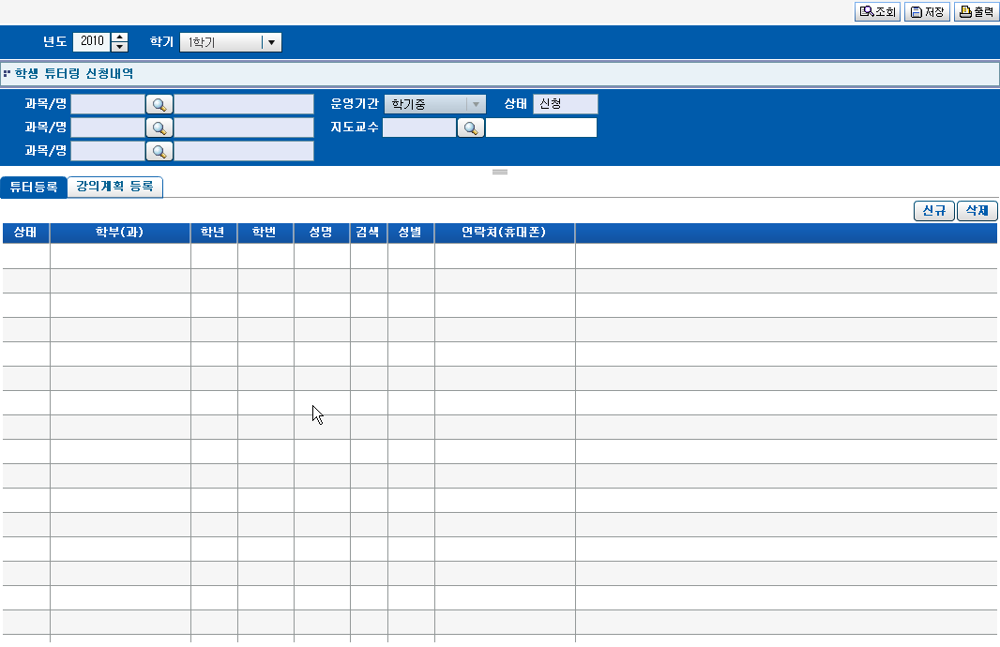 조회 저장 출력
년도 2010 학기 1학기
학생 튜터링 신청내역
과목/명 운영기간 학기중 상태 신청
과목/명 지도교수
과목/명
튜터등록 강의계획 등록
신규 삭제
상태 학부(과) 학년 학번 성명 검색 성별 연락처(휴대폰)